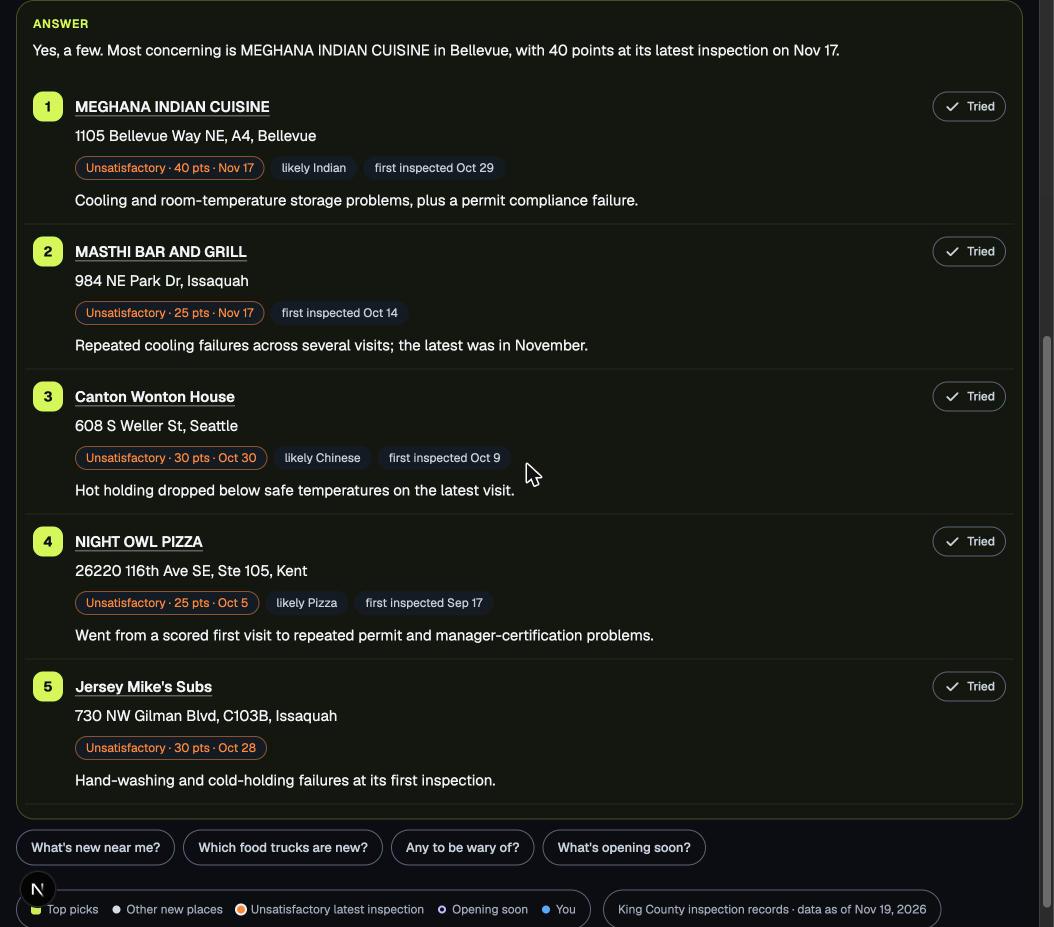 ANSWER
Yes, a few. Most concerning is MEGHANA INDIAN CUISINE in Bellevue, with 40 points at its latest inspection on Nov 17.
1 MEGHANA INDIAN CUISINE Tried
1105 Bellevue Way NE, A4, Bellevue
Unsatisfactory · 40 pts · Nov 17 likely Indian first inspected Oct 29
Cooling and room-temperature storage problems, plus a permit compliance failure.
2 MASTHI BAR AND GRILL Tried
984 NE Park Dr, Issaquah
Unsatisfactory · 25 pts · Nov 17 first inspected Oct 14
Repeated cooling failures across several visits; the latest was in November.
3 Canton Wonton House Tried
608 S Weller St, Seattle
Unsatisfactory · 30 pts · Oct 30 likely Chinese first inspected Oct 9
Hot holding dropped below safe temperatures on the latest visit.
4 NIGHT OWL PIZZA Tried
26220 116th Ave SE, Ste 105, Kent
Unsatisfactory · 25 pts · Oct 5 likely Pizza first inspected Sep 17
Went from a scored first visit to repeated permit and manager-certification problems.
5 Jersey Mike's Subs Tried
730 NW Gilman Blvd, C103B, Issaquah
Unsatisfactory · 30 pts · Oct 28
Hand-washing and cold-holding failures at its first inspection.
What's new near me? Which food trucks are new? Any to be wary of? What's opening soon?
N
Top picks Other new places Unsatisfactory latest inspection Opening soon You King County inspection records · data as of Nov 19, 2026